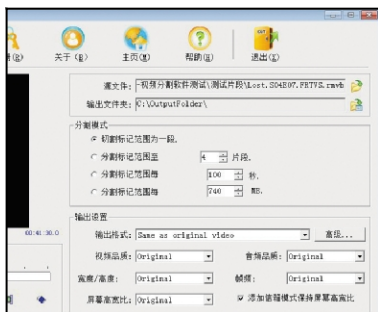 关于(B) 主页(W) 帮助(H) 退出(X)
源文件: 视频分割软件测试\测试片段\Lost.S04E07.FRTVS.rmvb
输出文件夹: C:\OutputFolder\
分割模式
切割标记范围为一段.
分割标记范围至 4 片段.
分割标记范围每 100 秒.
分割标记范围每 740 MB.
00:41:30.0
输出设置
输出格式: Same as original video 高级...
视频品质: Original 音频品质: Original
宽度/高度: Original 帧频: Original
屏幕高宽比: Original 添加信箱模式保持屏幕高宽比